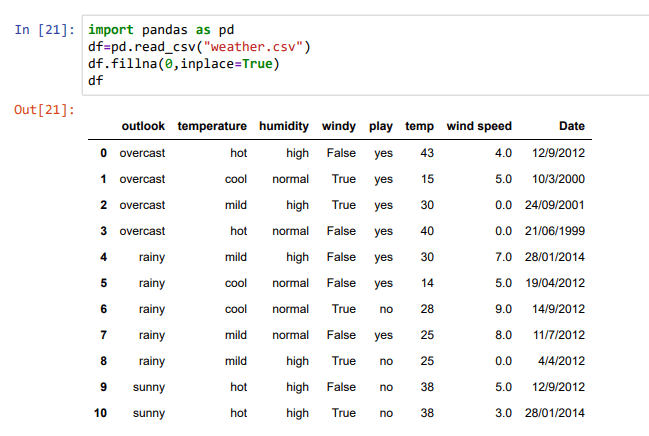 In [21]: import pandas as pd
df=pd.read_csv("weather.csv")
df.fillna(0,inplace=True)
df
Out[21]:
outlook temperature humidity windy play temp wind speed Date
0 overcast hot high False yes 43 4.0 12/9/2012
1 overcast cool normal True yes 15 5.0 10/3/2000
2 overcast mild high True yes 30 0.0 24/09/2001
3 overcast hot normal False yes 40 0.0 21/06/1999
4 rainy mild high False yes 30 7.0 28/01/2014
5 rainy cool normal False yes 14 5.0 19/04/2012
6 rainy cool normal True no 28 9.0 14/9/2012
7 rainy mild normal False yes 25 8.0 11/7/2012
8 rainy mild high True no 25 0.0 4/4/2012
9 sunny hot high False no 38 5.0 12/9/2012
10 sunny hot high True no 38 3.0 28/01/2014